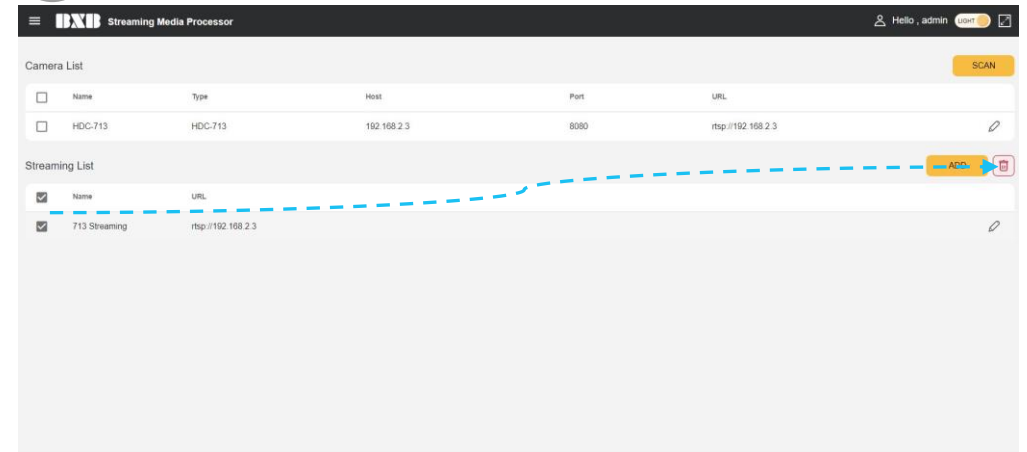 BXB Streaming Media Processor Hello , admin LIGHT
Camera List SCAN
Name Type Host Port URL
HDC-713 HDC-713 192.168.2.3 8080 rtsp://192.168.2.3
Streaming List ADD
Name URL
713 Streaming rtsp://192.168.2.3